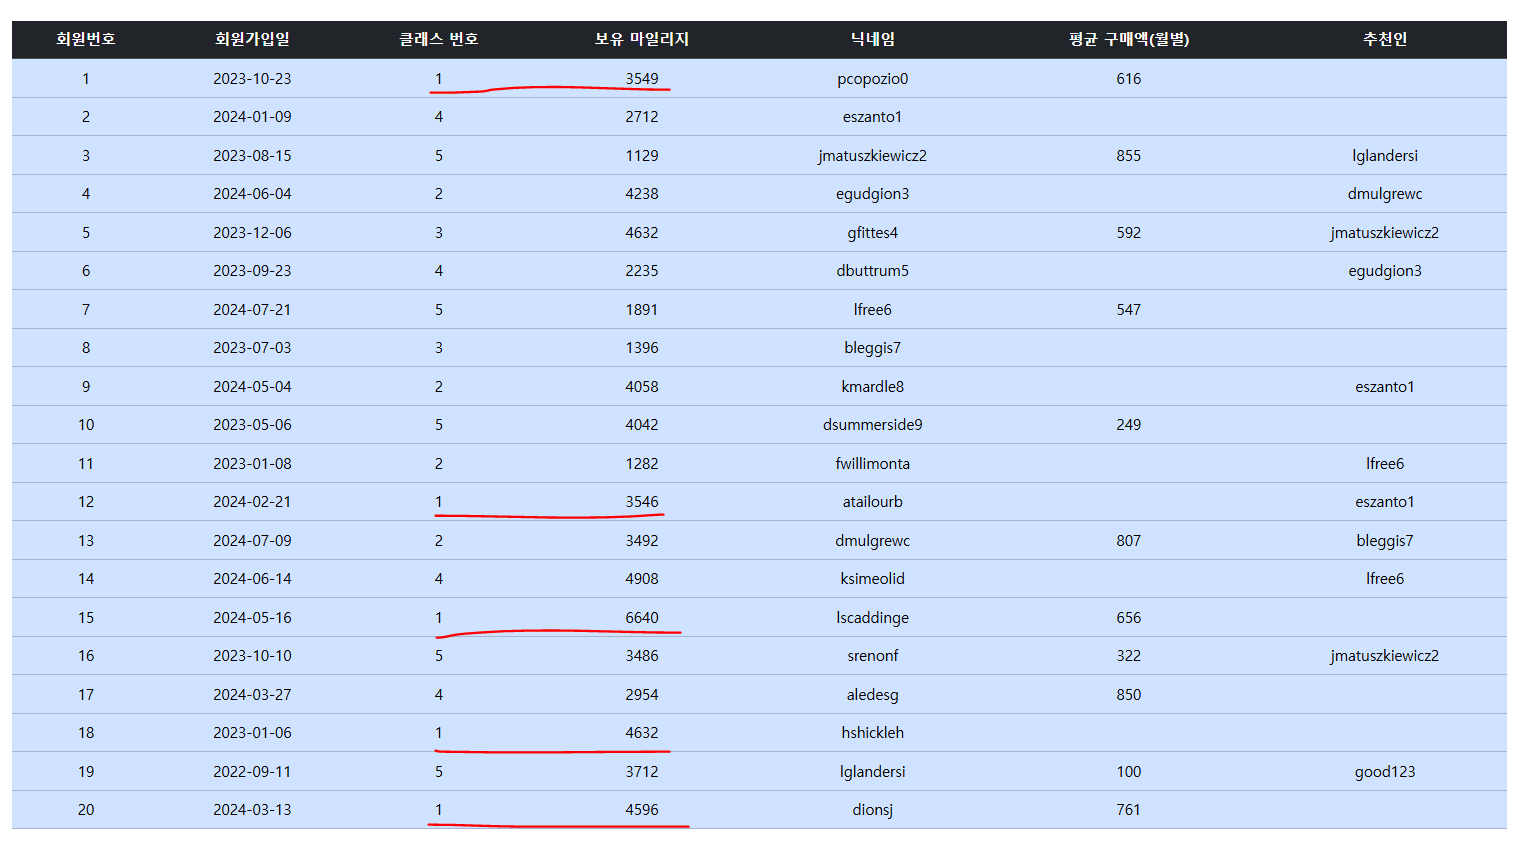 회원번호 회원가입일 클래스 번호 보유 마일리지 닉네임 평균 구매액(월별) 추천인
1 2023-10-23 1 3549 pcopozio0 616
2 2024-01-09 4 2712 eszanto1
3 2023-08-15 5 1129 jmatuszkiewicz2 855 lglandersi
4 2024-06-04 2 4238 egudgion3 dmulgrewc
5 2023-12-06 3 4632 gfittes4 592 jmatuszkiewicz2
6 2023-09-23 4 2235 dbuttrum5 egudgion3
7 2024-07-21 5 1891 lfree6 547
8 2023-07-03 3 1396 bleggis7
9 2024-05-04 2 4058 kmardle8 eszanto1
10 2023-05-06 5 4042 dsummerside9 249
11 2023-01-08 2 1282 fwillimonta lfree6
12 2024-02-21 1 3546 atailourb eszanto1
13 2024-07-09 2 3492 dmulgrewc 807 bleggis7
14 2024-06-14 4 4908 ksimeolid lfree6
15 2024-05-16 1 6640 lscaddinge 656
16 2023-10-10 5 3486 srenonf 322 jmatuszkiewicz2
17 2024-03-27 4 2954 aledesg 850
18 2023-01-06 1 4632 hshickleh
19 2022-09-11 5 3712 lglandersi 100 good123
20 2024-03-13 1 4596 dionsj 761